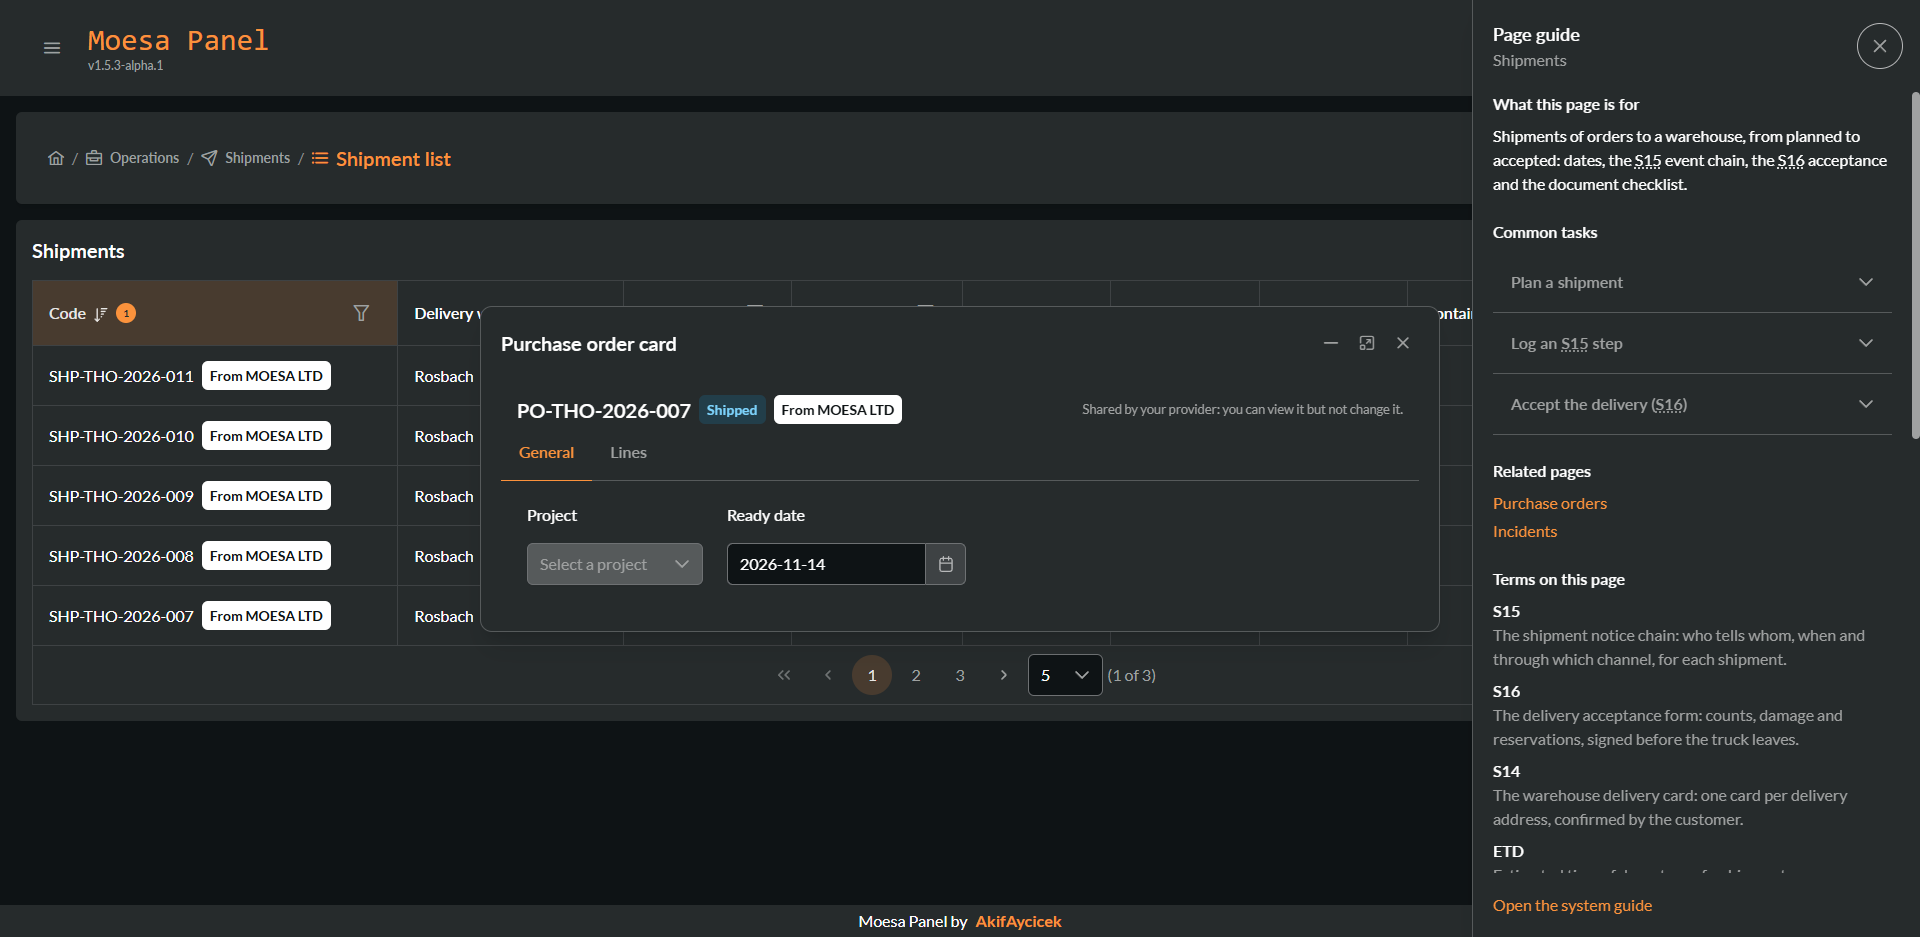 Moesa Panel
v1.5.3-alpha.1
/ Operations / Shipments / Shipment list
Shipments
Code 1
Delivery
SHP-THO-2026-011 From MOESA LTD Rosbach
SHP-THO-2026-010 From MOESA LTD Rosbach
SHP-THO-2026-009 From MOESA LTD Rosbach
SHP-THO-2026-008 From MOESA LTD Rosbach
SHP-THO-2026-007 From MOESA LTD Rosbach
1 2 3 5 (1 of 3)
Purchase order card
PO-THO-2026-007 Shipped From MOESA LTD
Shared by your provider: you can view it but not change it.
General Lines
Project Ready date
Select a project 2026-11-14
Page guide
Shipments
What this page is for
Shipments of orders to a warehouse, from planned to
accepted: dates, the S15 event chain, the S16 acceptance
and the document checklist.
Common tasks
Plan a shipment
Log an S15 step
Accept the delivery (S16)
Related pages
Purchase orders
Incidents
Terms on this page
S15
The shipment notice chain: who tells whom, when and
through which channel, for each shipment.
S16
The delivery acceptance form: counts, damage and
reservations, signed before the truck leaves.
S14
The warehouse delivery card: one card per delivery
address, confirmed by the customer.
ETD
Open the system guide
Moesa Panel by AkifAycicek